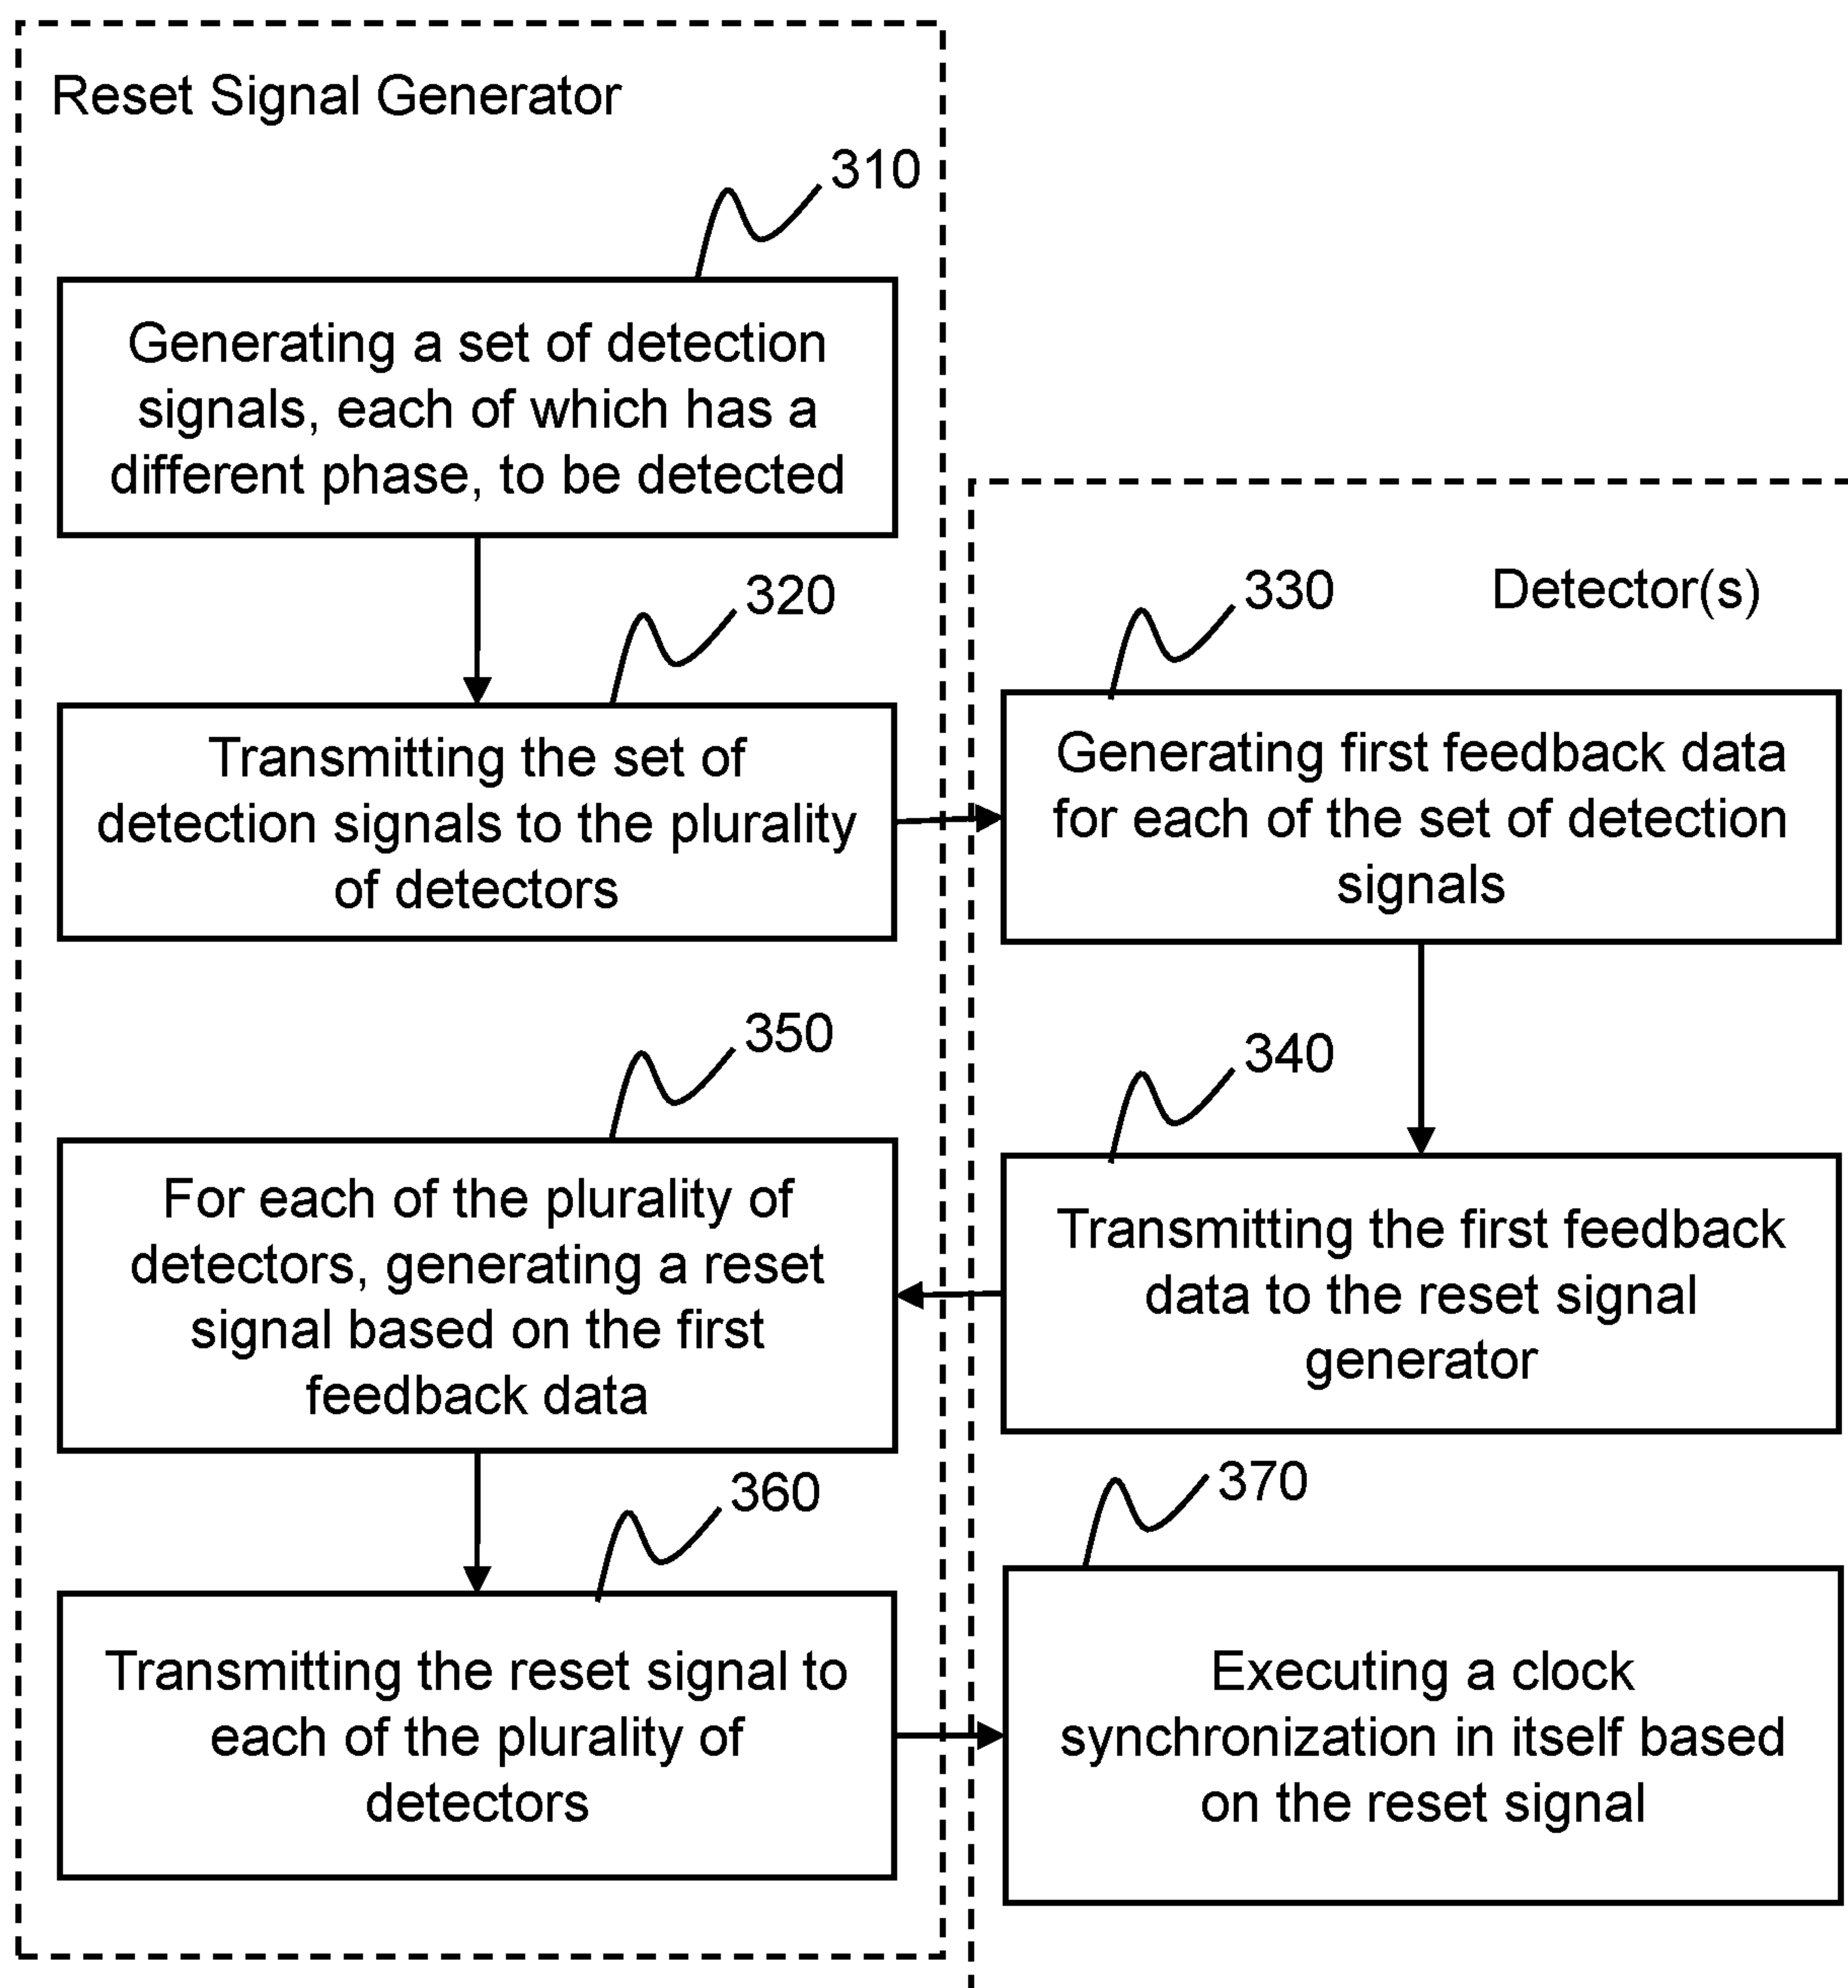 Reset Signal Generator
310
Generating a set of detection
signals, each of which has a
different phase, to be detected
320
Transmitting the set of
detection signals to the plurality
of detectors
330
Detector(s)
Generating first feedback data
for each of the set of detection
signals
340
Transmitting the first feedback
data to the reset signal
generator
350
For each of the plurality of
detectors, generating a reset
signal based on the first
feedback data
360
Transmitting the reset signal to
each of the plurality of
detectors
370
Executing a clock
synchronization in itself based
on the reset signal